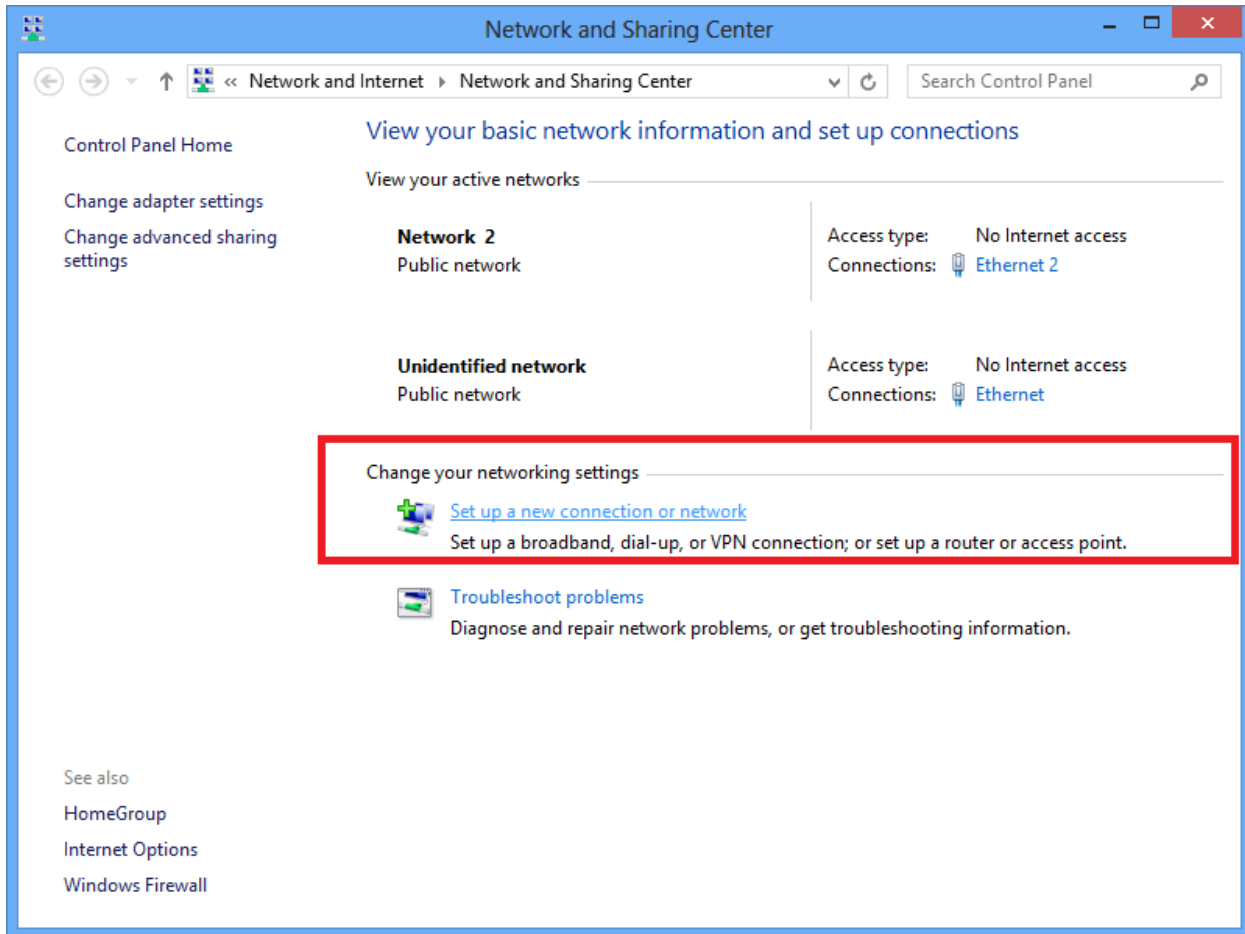 Network and Sharing Center
« Network and Internet ▸ Network and Sharing Center
Search Control Panel
Control Panel Home
Change adapter settings
Change advanced sharing
settings
View your basic network information and set up connections
View your active networks
Network 2
Public network
Access type: No Internet access
Connections: Ethernet 2
Unidentified network
Public network
Access type: No Internet access
Connections: Ethernet
Change your networking settings
Set up a new connection or network
Set up a broadband, dial-up, or VPN connection; or set up a router or access point.
Troubleshoot problems
Diagnose and repair network problems, or get troubleshooting information.
See also
HomeGroup
Internet Options
Windows Firewall